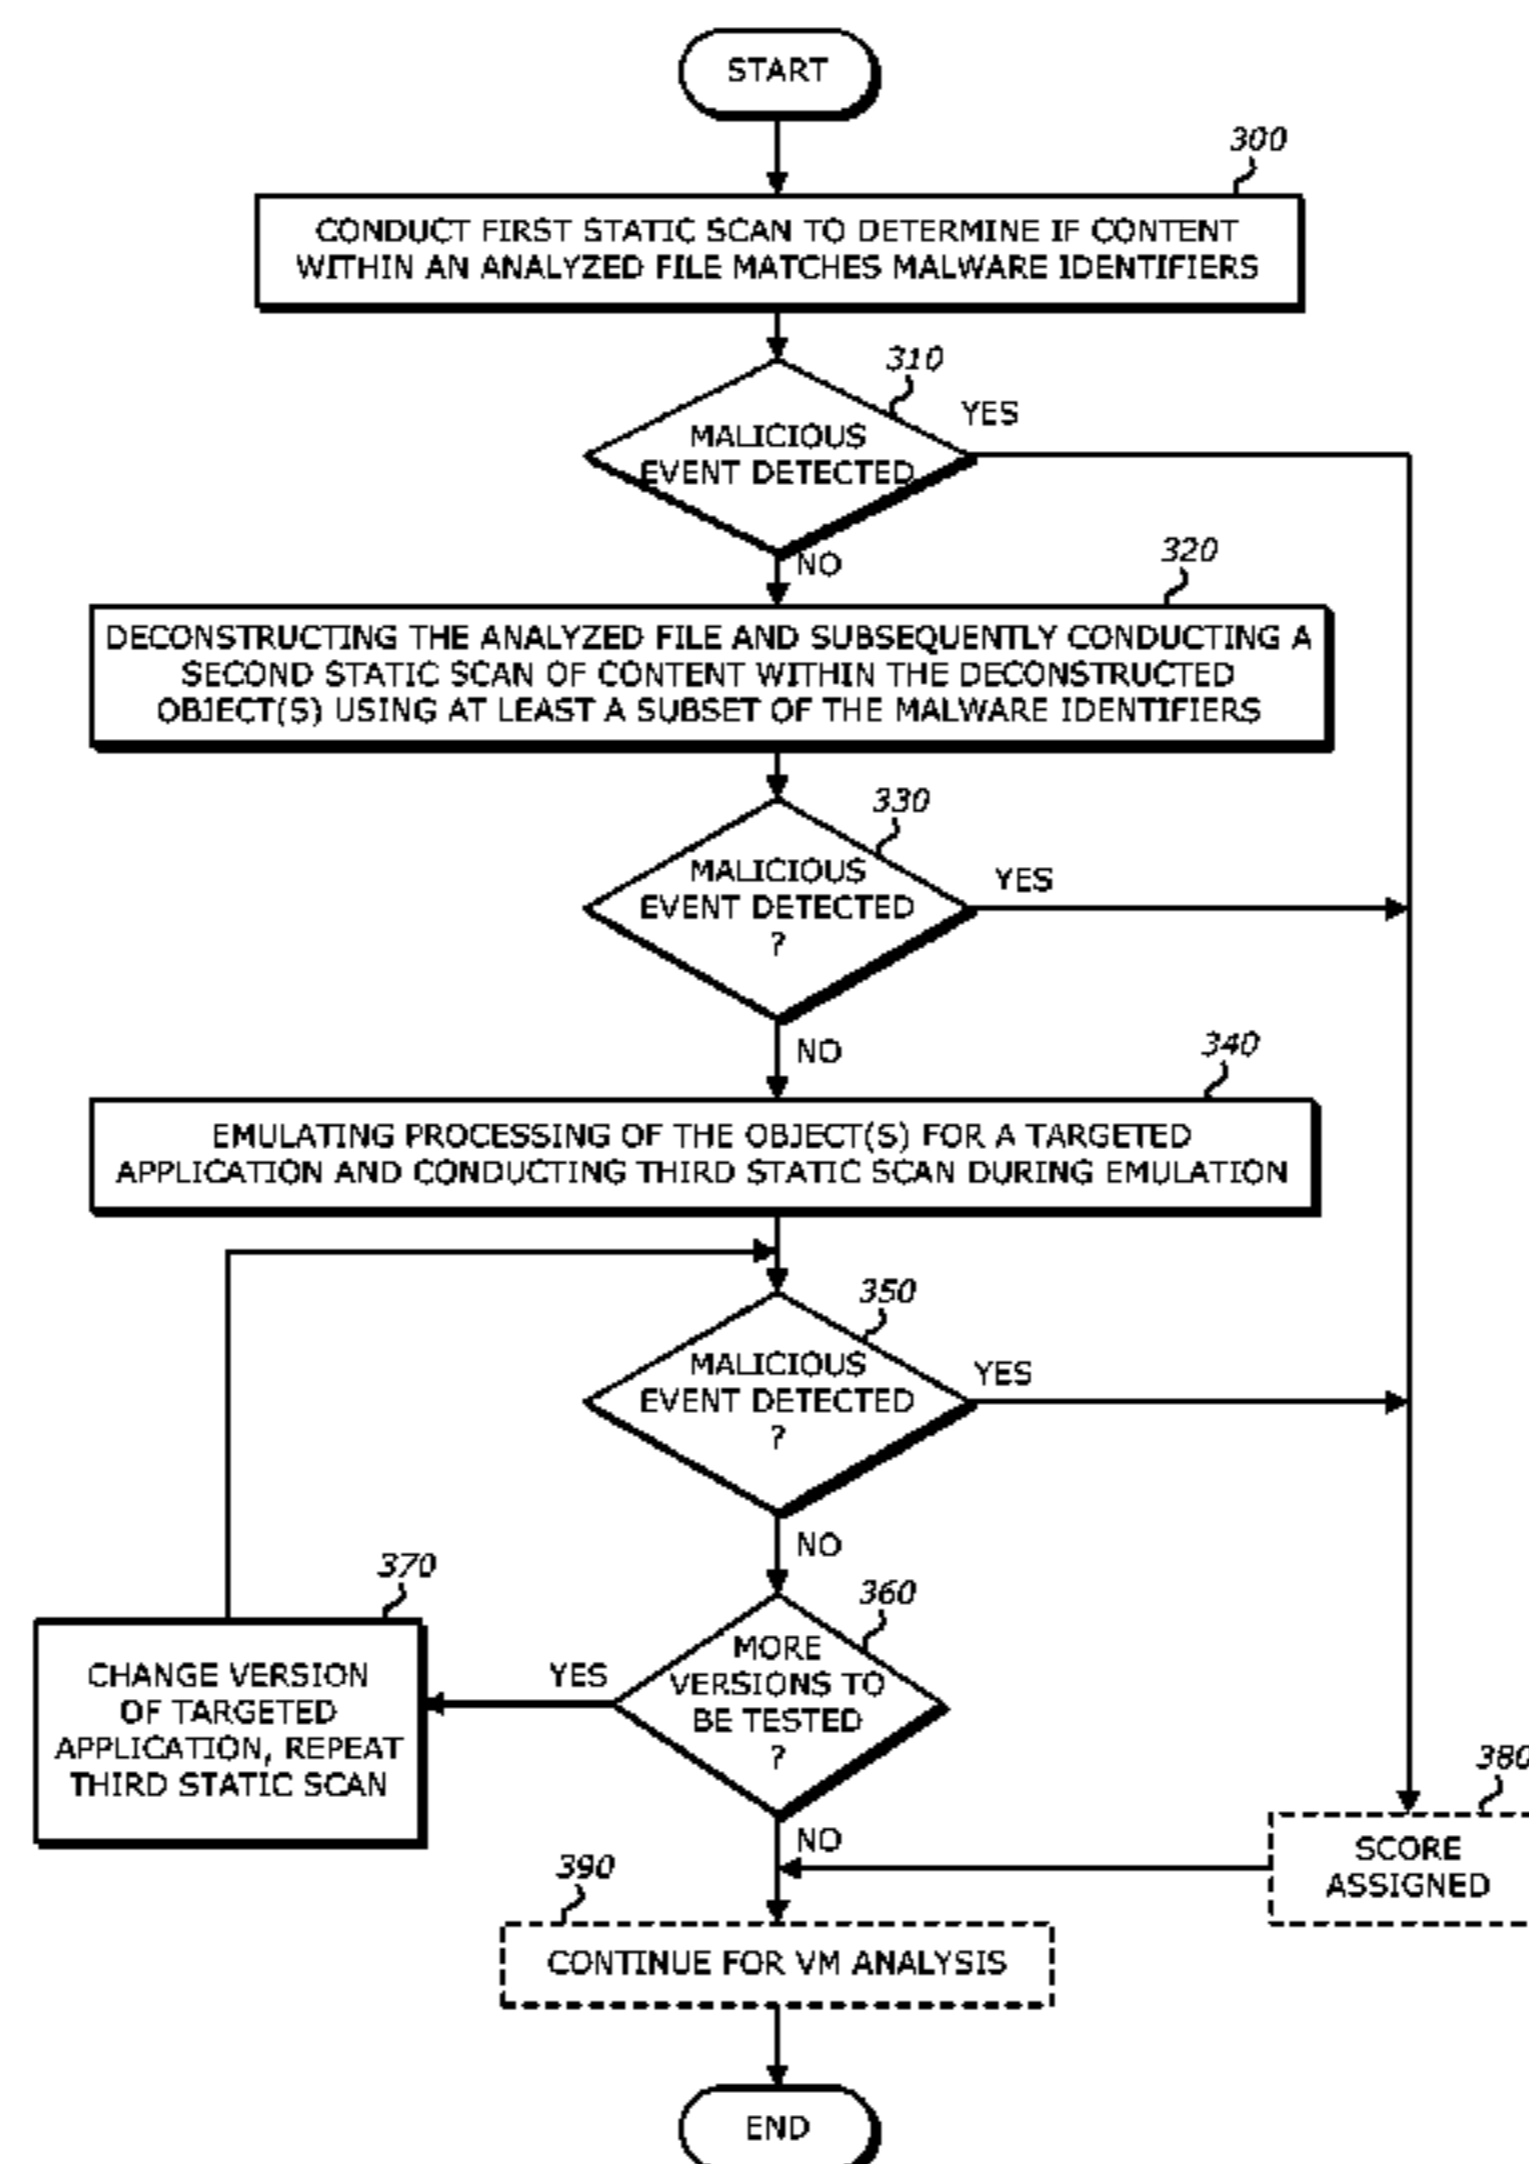 START
300
CONDUCT FIRST STATIC SCAN TO DETERMINE IF CONTENT
WITHIN AN ANALYZED FILE MATCHES MALWARE IDENTIFIERS
310
MALICIOUS
EVENT DETECTED
YES
NO
320
DECONSTRUCTING THE ANALYZED FILE AND SUBSEQUENTLY CONDUCTING A
SECOND STATIC SCAN OF CONTENT WITHIN THE DECONSTRUCTED
OBJECT(S) USING AT LEAST A SUBSET OF THE MALWARE IDENTIFIERS
330
MALICIOUS
EVENT DETECTED
?
YES
NO
340
EMULATING PROCESSING OF THE OBJECT(S) FOR A TARGETED
APPLICATION AND CONDUCTING THIRD STATIC SCAN DURING EMULATION
350
MALICIOUS
EVENT DETECTED
?
YES
NO
360
MORE
VERSIONS TO
BE TESTED
?
YES
NO
370
CHANGE VERSION
OF TARGETED
APPLICATION, REPEAT
THIRD STATIC SCAN
380
SCORE
ASSIGNED
390
CONTINUE FOR VM ANALYSIS
END